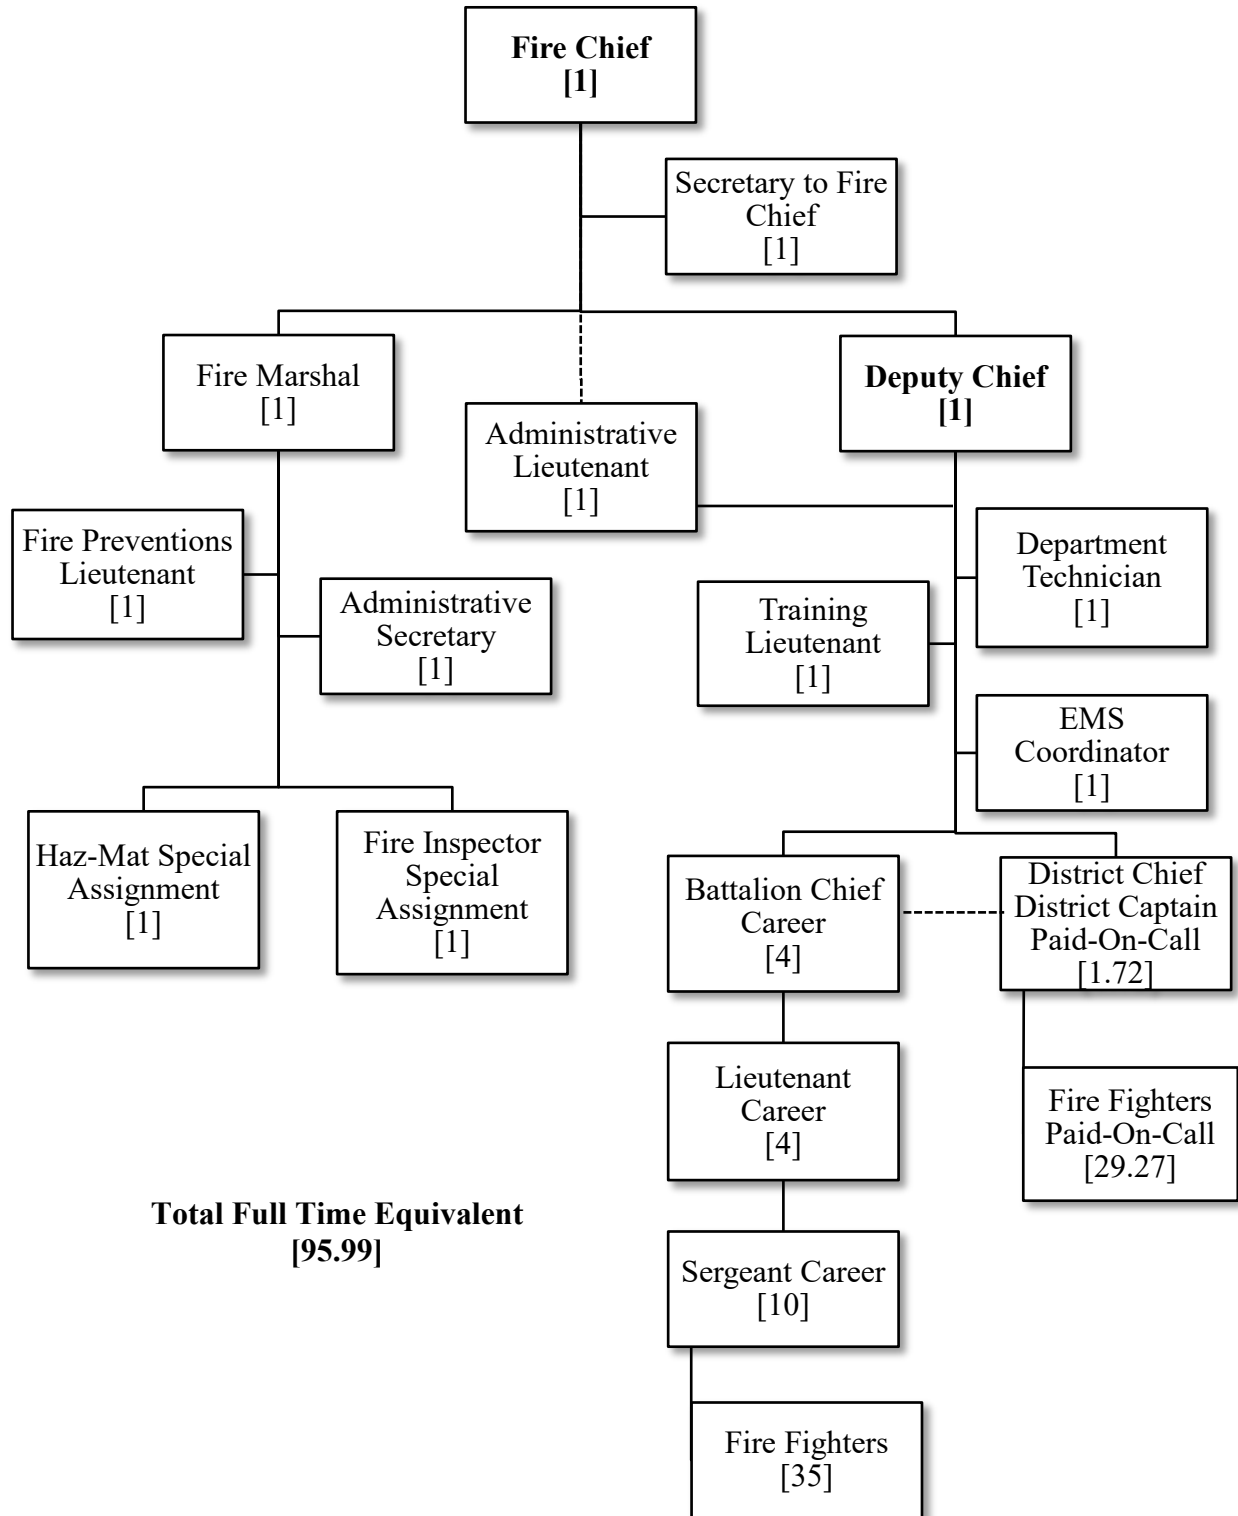 Fire Chief
[1]
Secretary to Fire
Chief
[1]
Fire Marshal
[1]
Deputy Chief
[1]
Administrative
Lieutenant
[1]
Fire Preventions
Lieutenant
[1]
Administrative
Secretary
[1]
Department
Technician
[1]
Training
Lieutenant
[1]
EMS
Coordinator
[1]
Haz-Mat Special
Assignment
[1]
Fire Inspector
Special
Assignment
[1]
Battalion Chief
Career
[4]
District Chief
District Captain
Paid-On-Call
[1.72]
Lieutenant
Career
[4]
Fire Fighters
Paid-On-Call
[29.27]
Total Full Time Equivalent
[95.99]
Sergeant Career
[10]
Fire Fighters
[35]